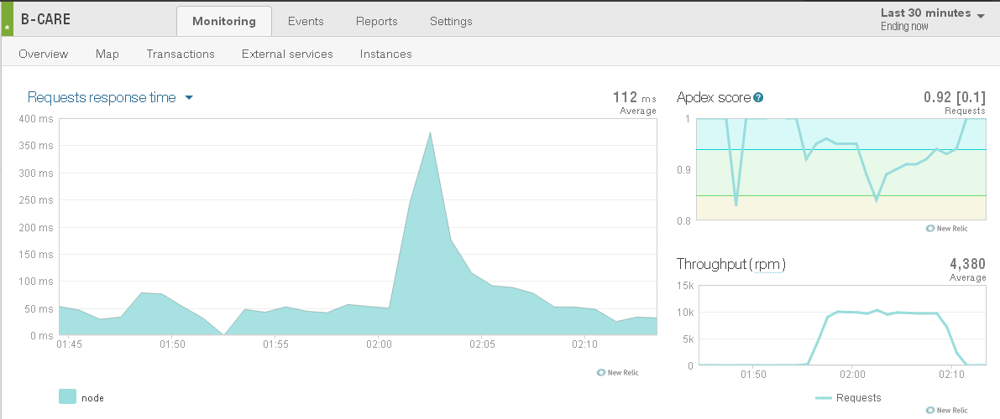 *
B-CARE
Monitoring
Events
Reports
Settings
Last 30 minutes
Ending now
Overview
Map
Transactions
External services
Instances
Requests response time
112 ms
Average
400 ms
350 ms
300 ms
250 ms
200 ms
150 ms
100 ms
50 ms
0 ms
01:45
01:50
01:55
02:00
02:05
02:10
New Relic
node
Apdex score ?
0.92 [0.1]
Requests
1
0.9
0.8
New Relic
Throughput (rpm)
4,380
Average
15k
10k
5k
0
01:50
02:00
02:10
Requests
New Relic